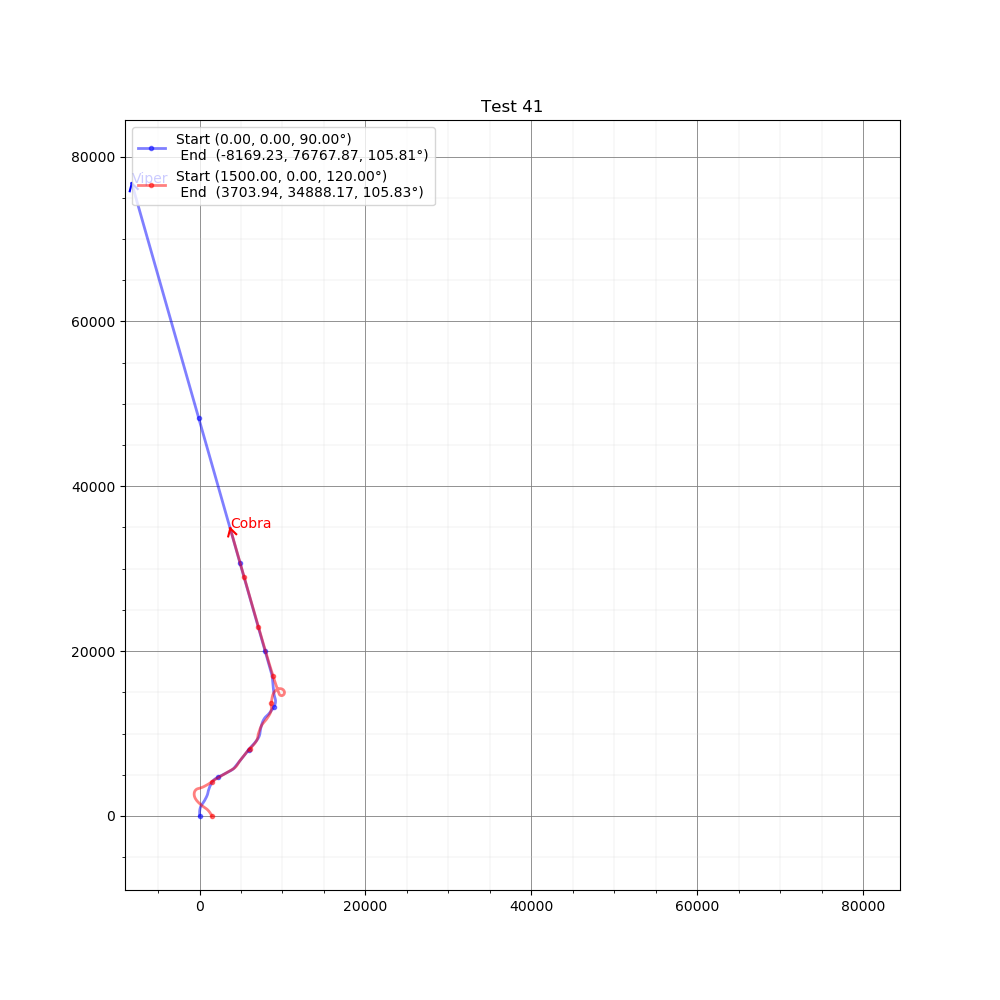 Test 41
Start (0.00, 0.00, 90.00°)
End (-8169.23, 76767.87, 105.81°)
Start (1500.00, 0.00, 120.00°)
End (3703.94, 34888.17, 105.83°)
Viper
Cobra
80000
60000
40000
20000
0
0 20000 40000 60000 80000